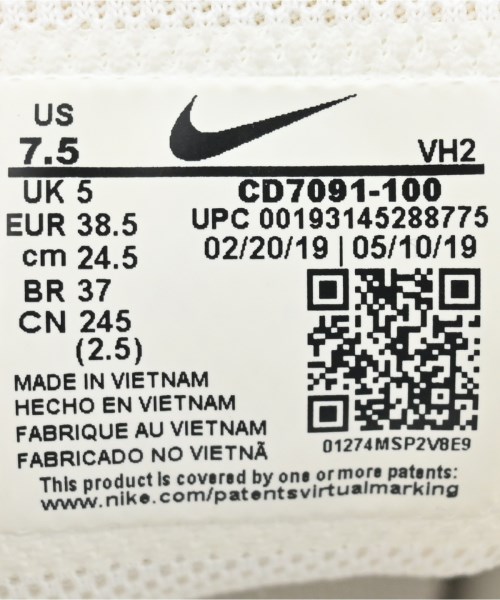 US
7.5
VH2
UK 5
EUR 38.5
cm 24.5
BR 37
CN 245
(2.5)
CD7091-100
UPC 00193145288775
02/20/19 | 05/10/19
01274MSP2V8E9
MADE IN VIETNAM
HECHO EN VIETNAM
FABRIQUE AU VIETNAM
FABRICADO NO VIETNÃ
This product is covered by one or more patents:
www.nike.com/patentsvirtualmarking